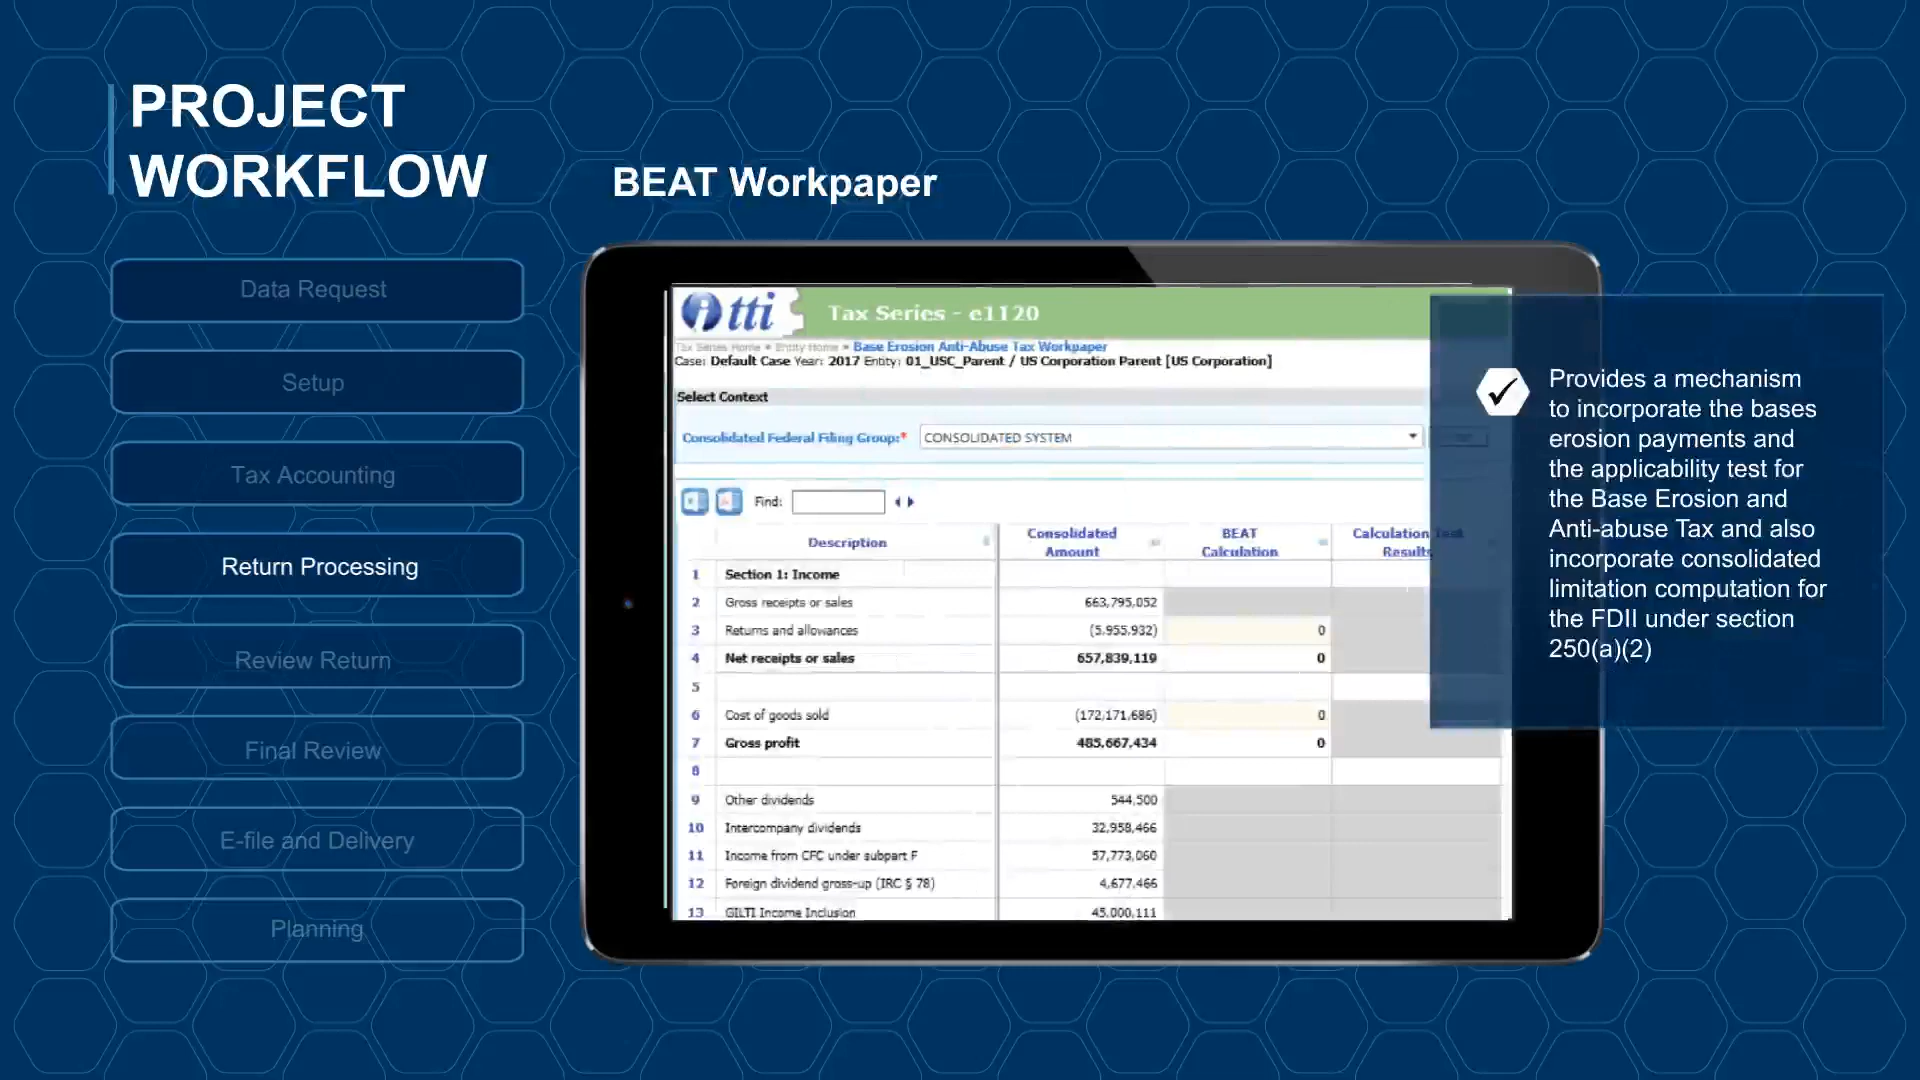 PROJECT
WORKFLOW
BEAT Workpaper
Data Request
Setup
Tax Accounting
Return Processing
Review Return
Final Review
E-file and Delivery
Planning
tti
Tax Series - e1120
Tax Series Home • Entity Home • Base Erosion Anti-Abuse Tax Workpaper
Case: Default Case Year: 2017 Entity: 01_USC_Parent / US Corporation Parent [US Corporation]
Select Context
Consolidated Federal Filing Group:* CONSOLIDATED SYSTEM
Find:
Description Consolidated Amount BEAT Calculation Calculation Test Results
1 Section 1: Income
2 Gross receipts or sales 663,795,052
3 Returns and allowances (5,955,932) 0
4 Net receipts or sales 657,839,119 0
5
6 Cost of goods sold (172,171,686) 0
7 Gross profit 485,667,434 0
8
9 Other dividends 544,500
10 Intercompany dividends 32,958,466
11 Income from CFC under subpart F 57,773,060
12 Foreign dividend gross-up (IRC § 78) 4,677,466
13 GILTI Income Inclusion 45,000,111
Provides a mechanism
to incorporate the bases
erosion payments and
the applicability test for
the Base Erosion and
Anti-abuse Tax and also
incorporate consolidated
limitation computation for
the FDII under section
250(a)(2)